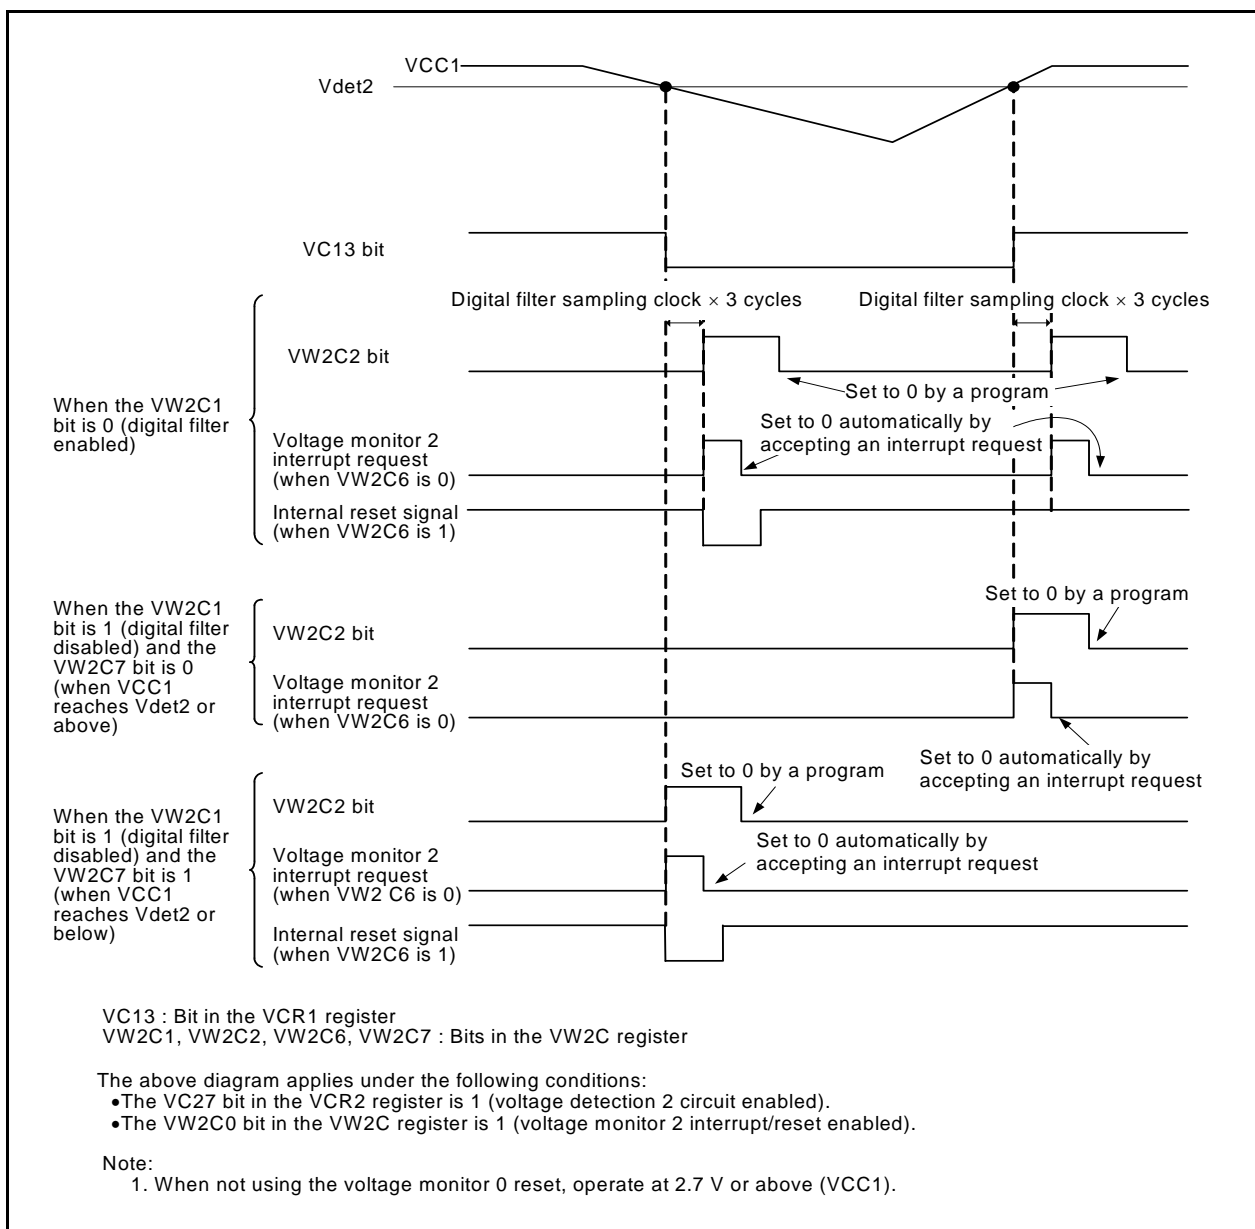 VCC1
Vdet2
VC13 bit
Digital filter sampling clock × 3 cycles
Digital filter sampling clock × 3 cycles
When the VW2C1
bit is 0 (digital filter
enabled)
VW2C2 bit
Set to 0 by a program
Voltage monitor 2
interrupt request
(when VW2C6 is 0)
Set to 0 automatically by
accepting an interrupt request
Internal reset signal
(when VW2C6 is 1)
When the VW2C1
bit is 1 (digital filter
disabled) and the
VW2C7 bit is 0
(when VCC1
reaches Vdet2 or
above)
VW2C2 bit
Set to 0 by a program
Voltage monitor 2
interrupt request
(when VW2C6 is 0)
Set to 0 automatically by
accepting an interrupt request
When the VW2C1
bit is 1 (digital filter
disabled) and the
VW2C7 bit is 1
(when VCC1
reaches Vdet2 or
below)
VW2C2 bit
Set to 0 by a program
Voltage monitor 2
interrupt request
(when VW2 C6 is 0)
Set to 0 automatically by
accepting an interrupt request
Internal reset signal
(when VW2C6 is 1)
VC13 : Bit in the VCR1 register
VW2C1, VW2C2, VW2C6, VW2C7 : Bits in the VW2C register
The above diagram applies under the following conditions:
•The VC27 bit in the VCR2 register is 1 (voltage detection 2 circuit enabled).
•The VW2C0 bit in the VW2C register is 1 (voltage monitor 2 interrupt/reset enabled).
Note:
1. When not using the voltage monitor 0 reset, operate at 2.7 V or above (VCC1).